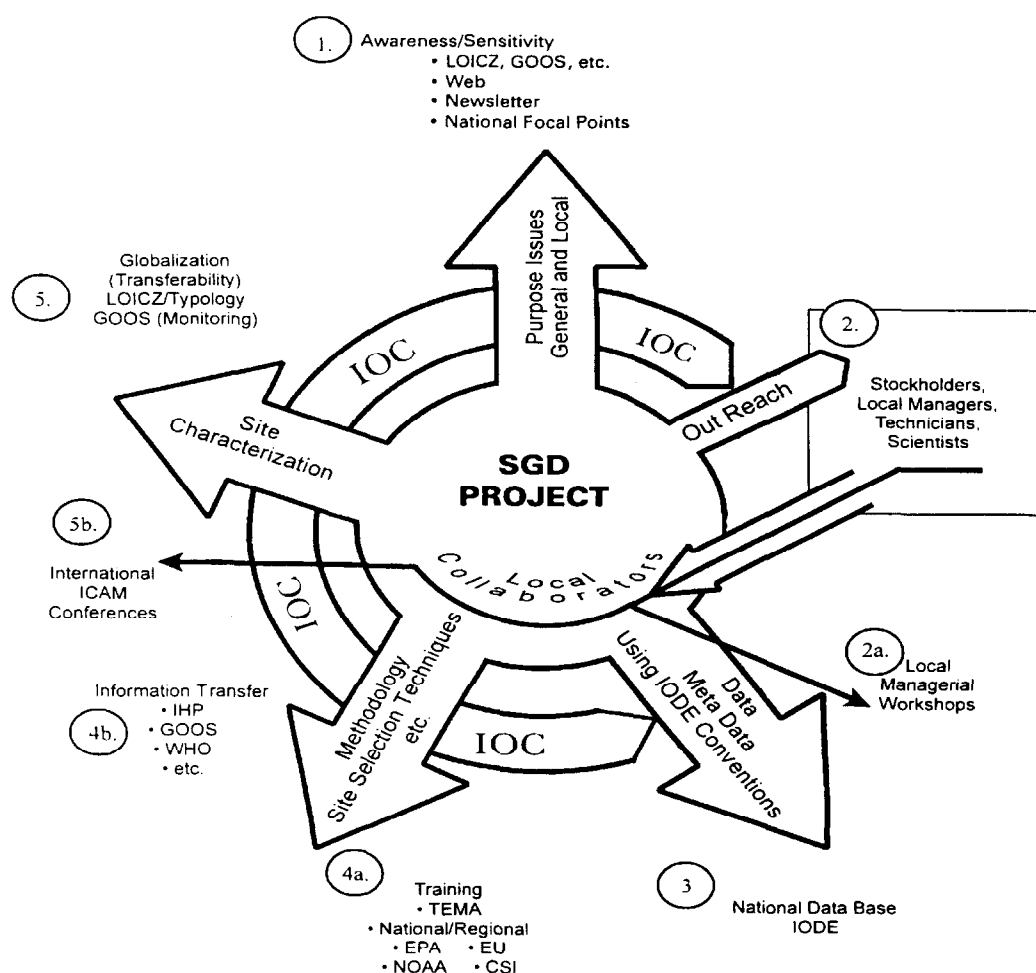 1.
Awareness/Sensitivity
• LOICZ, GOOS, etc.
• Web
• Newsletter
• National Focal Points
Purpose Issues
General and Local
5.
Globalization
(Transferability)
LOICZ/Typology
GOOS (Monitoring)
IOC
IOC
2.
Out Reach
Stockholders,
Local Managers,
Technicians,
Scientists
Site
Characterization
SGD
PROJECT
Local
Collaborators
5b.
International
ICAM
Conferences
IOC
2a.
Local
Managerial
Workshops
Data
Meta Data
Using IODE Conventions
Methodology
Site Selection Techniques
etc.
IOC
4b.
Information Transfer
• IHP
• GOOS
• WHO
• etc.
4a.
Training
• TEMA
• National/Regional
• EPA • EU
• NOAA • CSI
3
National Data Base
IODE